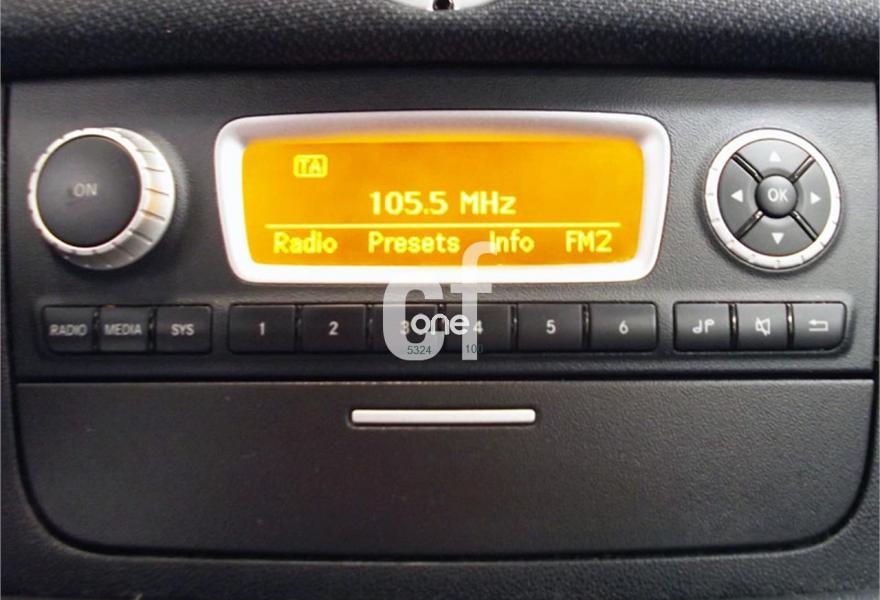 TA
ON
105.5 MHz
OK
Radio Presets Info FM2
RADIO MEDIA SYS 1 2 3 4 5 6
cf
one
5324 100